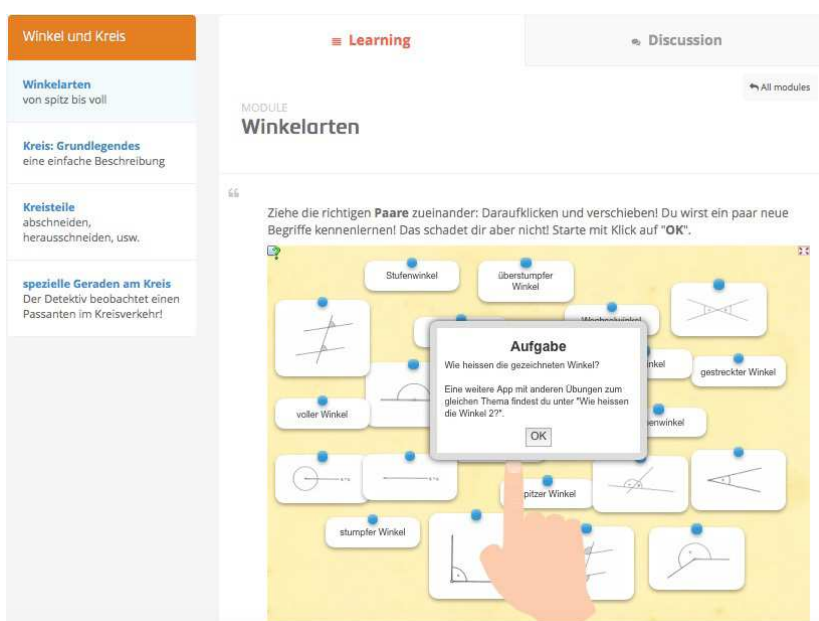 Winkel und Kreis
Winkelarten
von spitz bis voll
Kreis: Grundlegendes
eine einfache Beschreibung
Kreisteile
abschneiden,
herausschneiden, usw.
spezielle Geraden am Kreis
Der Detektiv beobachtet einen
Passanten im Kreisverkehr!
Learning
Discussion
All modules
MODULE
Winkelarten
Ziehe die richtigen Paare zueinander: Daraufklicken und verschieben! Du wirst ein paar neue
Begriffe kennenlernen! Das schadet dir aber nicht! Starte mit Klick auf "OK".
Stufenwinkel
überstumpfer
Winkel
gestreckter Winkel
voller Winkel
Aufgabe
Wie heissen die gezeichneten Winkel?
Eine weitere App mit anderen Übungen zum
gleichen Thema findest du unter "Wie heissen
die Winkel 2?".
OK
spitzer Winkel
stumpfer Winkel